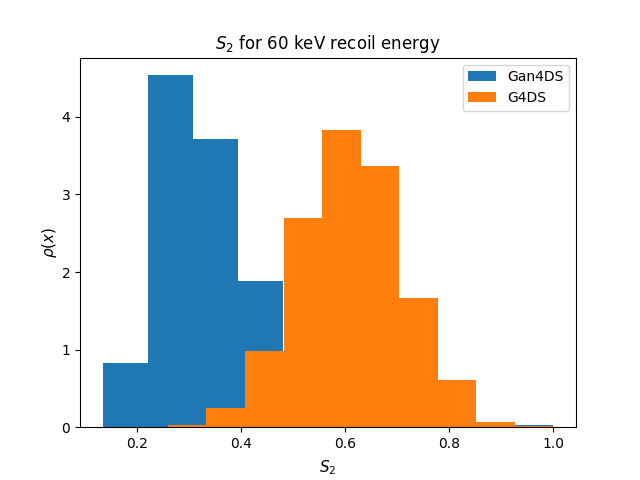 S₂ for 60 keV recoil energy
Gan4DS
G4DS
ρ(x)
4
3
2
1
0
0.2 0.4 0.6 0.8 1.0
S₂